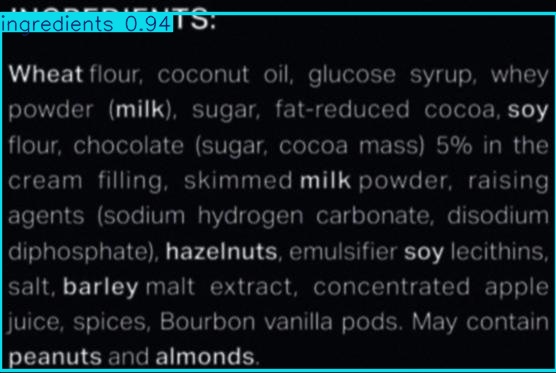 INGREDIENTS:
ingredients 0.94
Wheat flour, coconut oil, glucose syrup, whey
powder (milk), sugar, fat-reduced cocoa, soy
flour, chocolate (sugar, cocoa mass) 5% in the
cream filling, skimmed milk powder, raising
agents (sodium hydrogen carbonate, disodium
diphosphate), hazelnuts, emulsifier soy lecithins,
salt, barley malt extract, concentrated apple
juice, spices, Bourbon vanilla pods. May contain
peanuts and almonds.